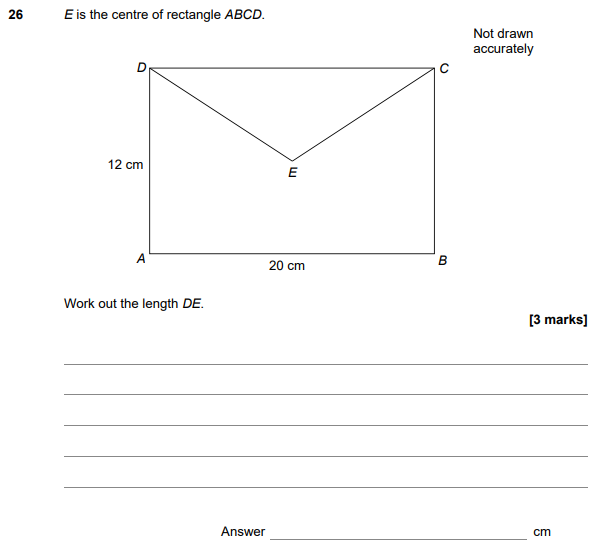 26 E is the centre of rectangle ABCD.
Not drawn
accurately
D
C
12 cm
E
A
B
20 cm
Work out the length DE.
[3 marks]
Answer cm